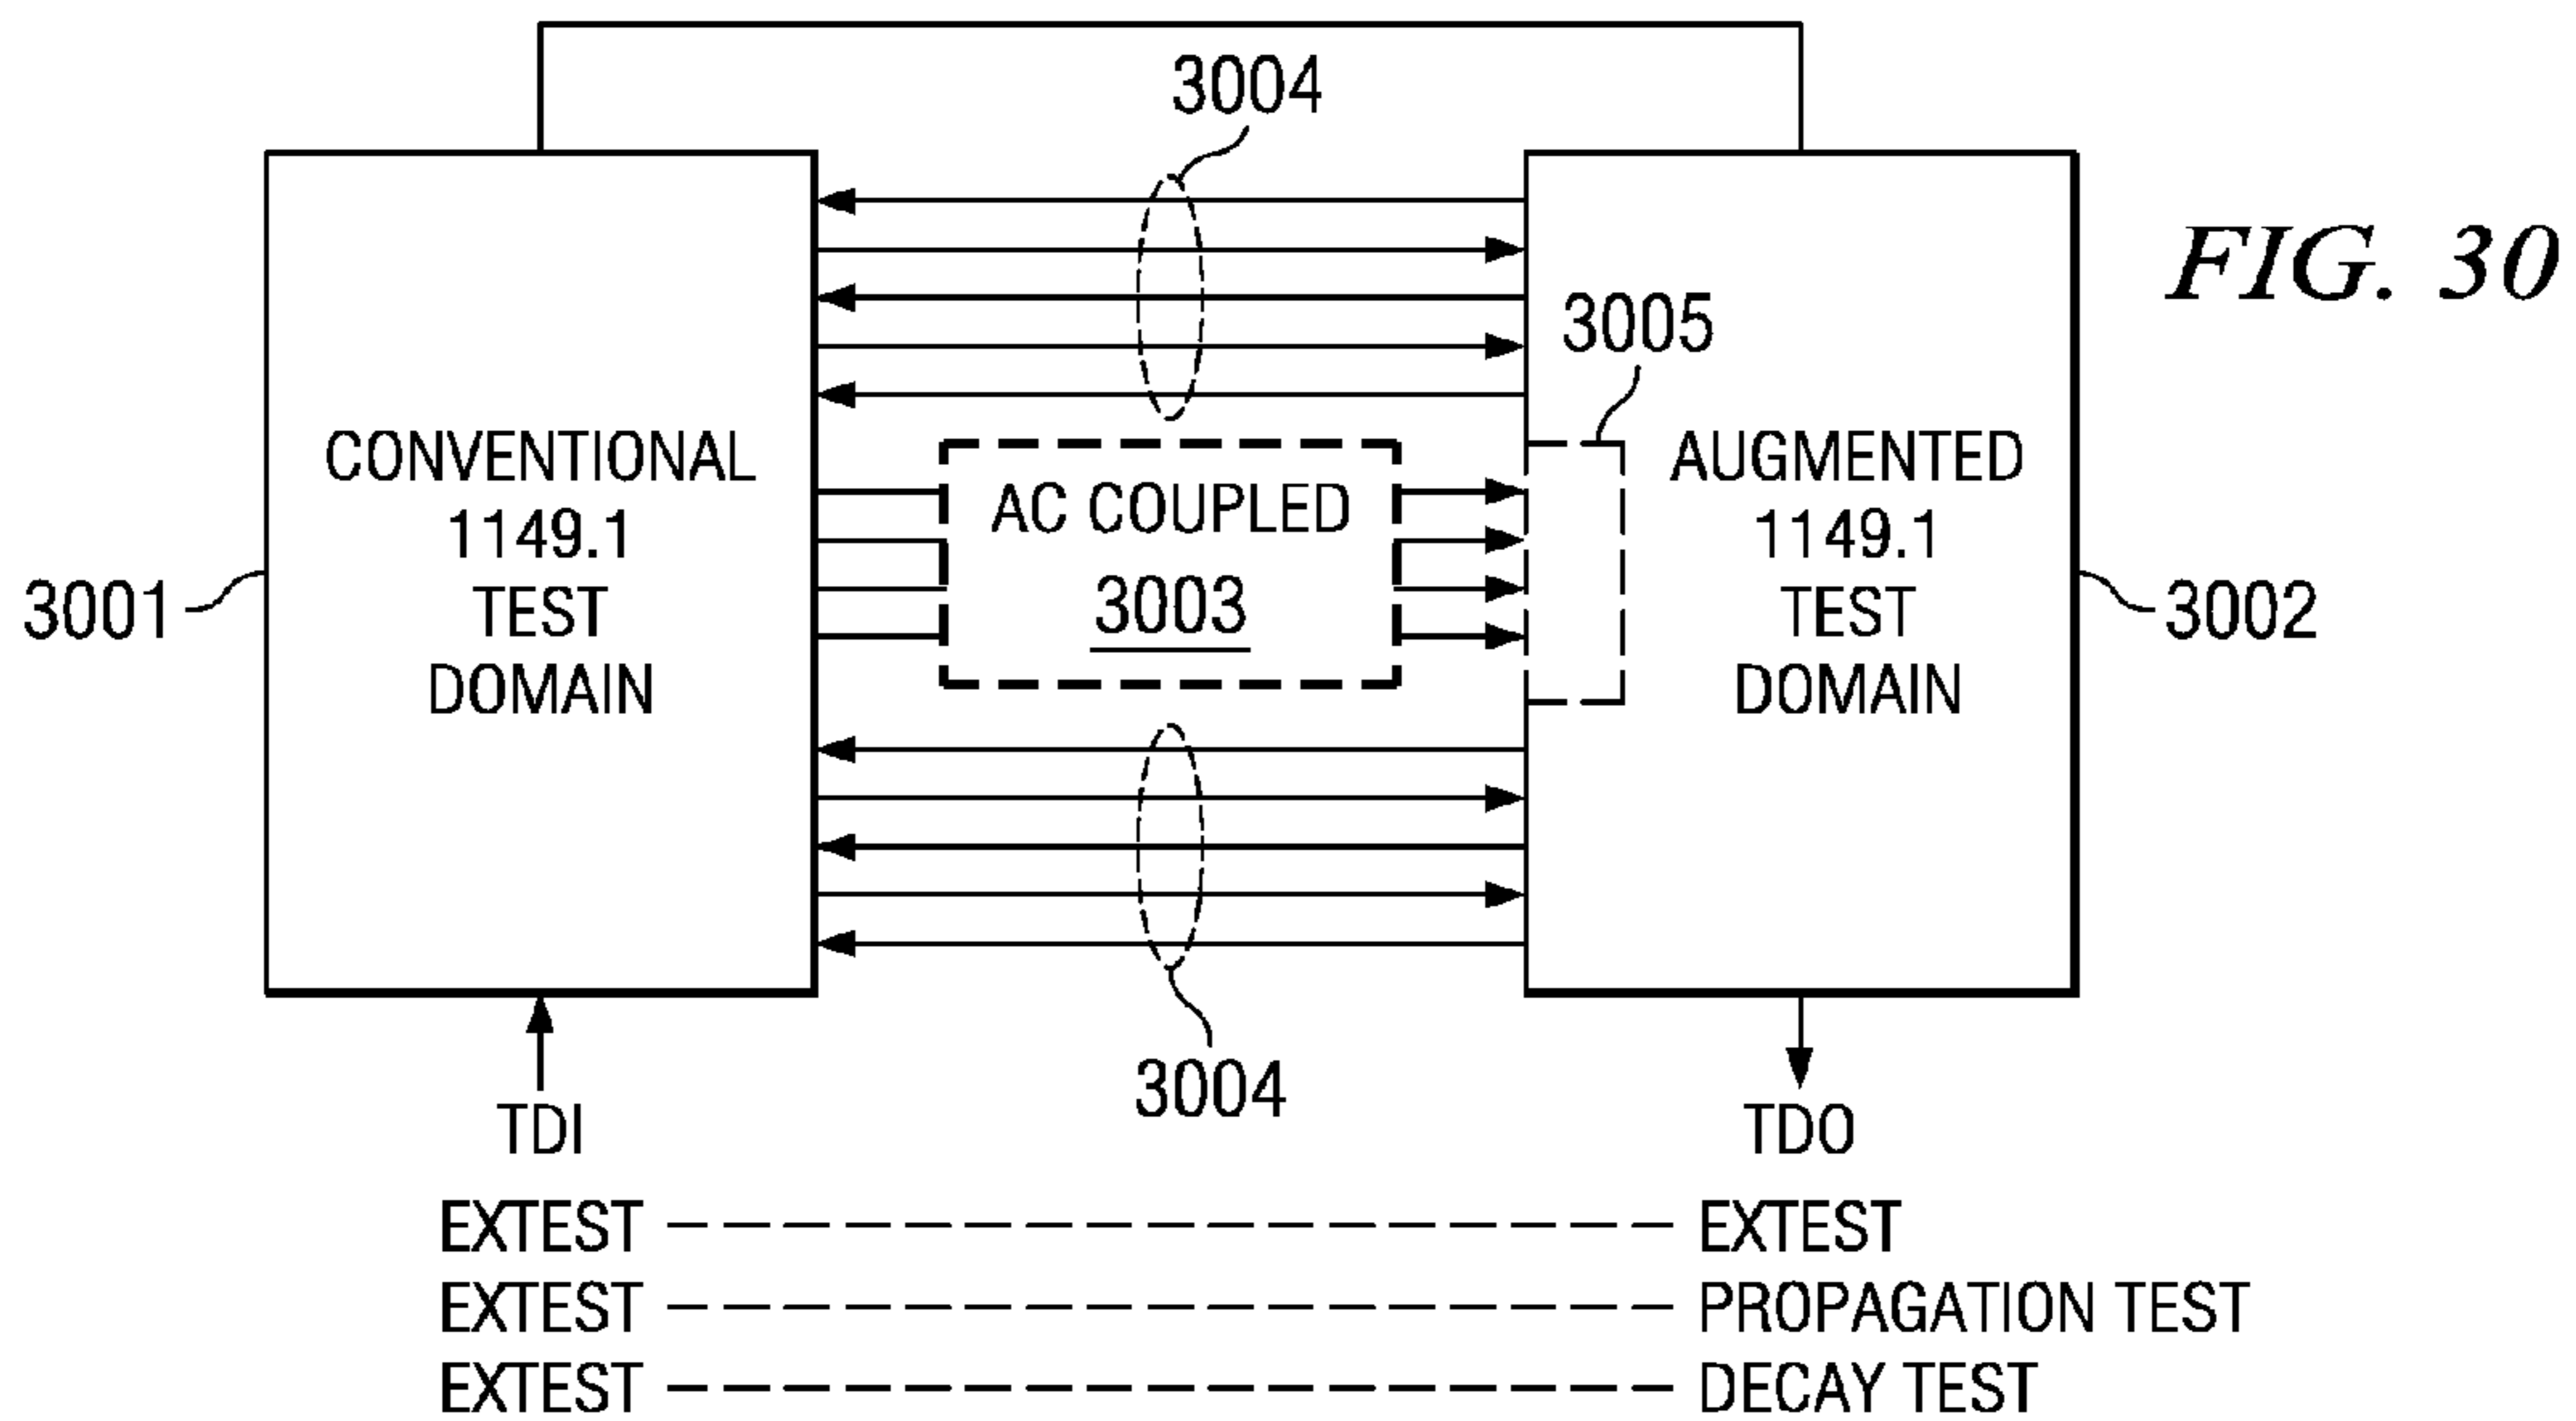 3004
FIG. 30
3005
CONVENTIONAL
1149.1
TEST
DOMAIN
AC COUPLED
3003
AUGMENTED
1149.1
TEST
DOMAIN
3001
3002
3004
TDI
TDO
EXTEST EXTEST
EXTEST PROPAGATION TEST
EXTEST DECAY TEST